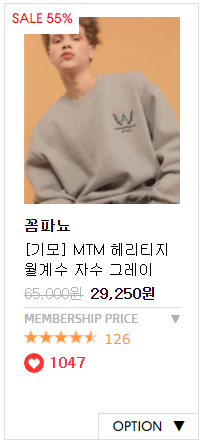 SALE 55%
꼼파뇨
[기모] MTM 헤리티지
월계수 자수 그레이
65,000원 29,250원
MEMBERSHIP PRICE ▼
★★★★★ 126
1047
OPTION ▼